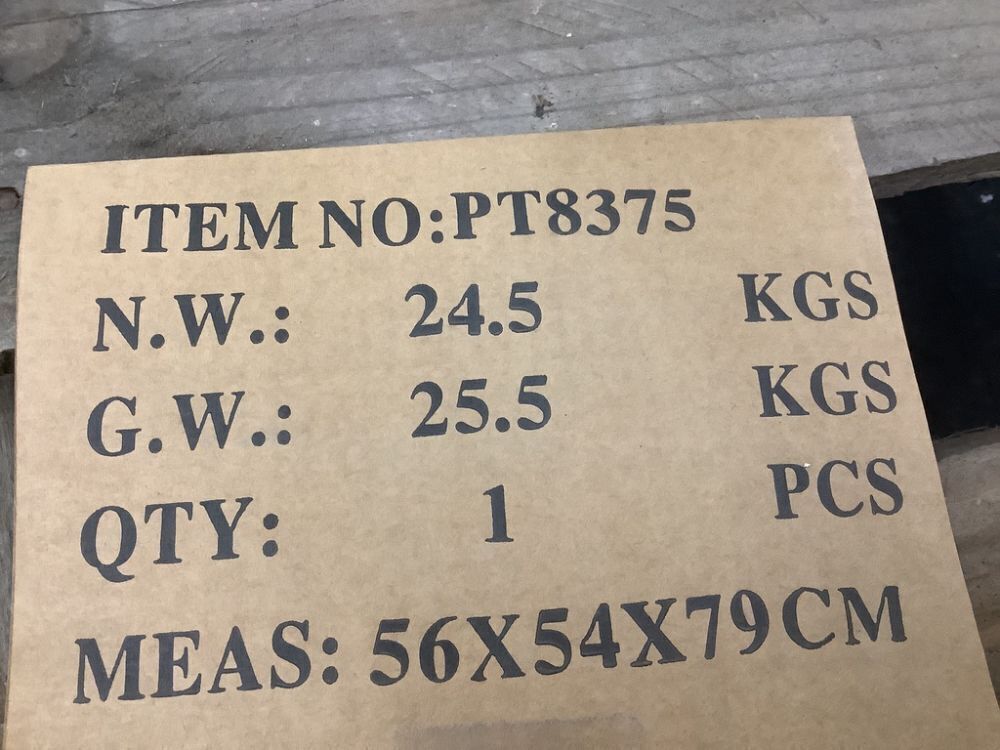 ITEM NO:PT8375
N.W.: 24.5 KGS
G.W.: 25.5 KGS
QTY: 1 PCS
MEAS: 56X54X79CM